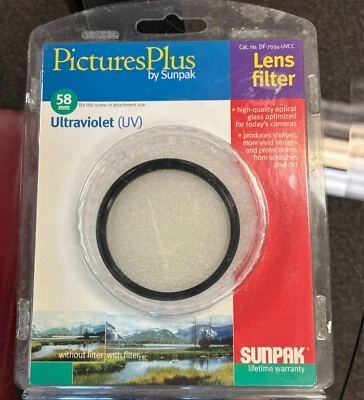 PicturesPlus
by Sunpak
Cat. no. DF-7034-UVCC
Lens
filter
58
mm
fits this screw-in attachment size
Ultraviolet (UV)
• high-quality optical
glass optimized
for today's cameras
• produces sharper,
more vivid images
and protects lens
from scratches
and dirt
without filter
with filter
SUNPAK
lifetime warranty